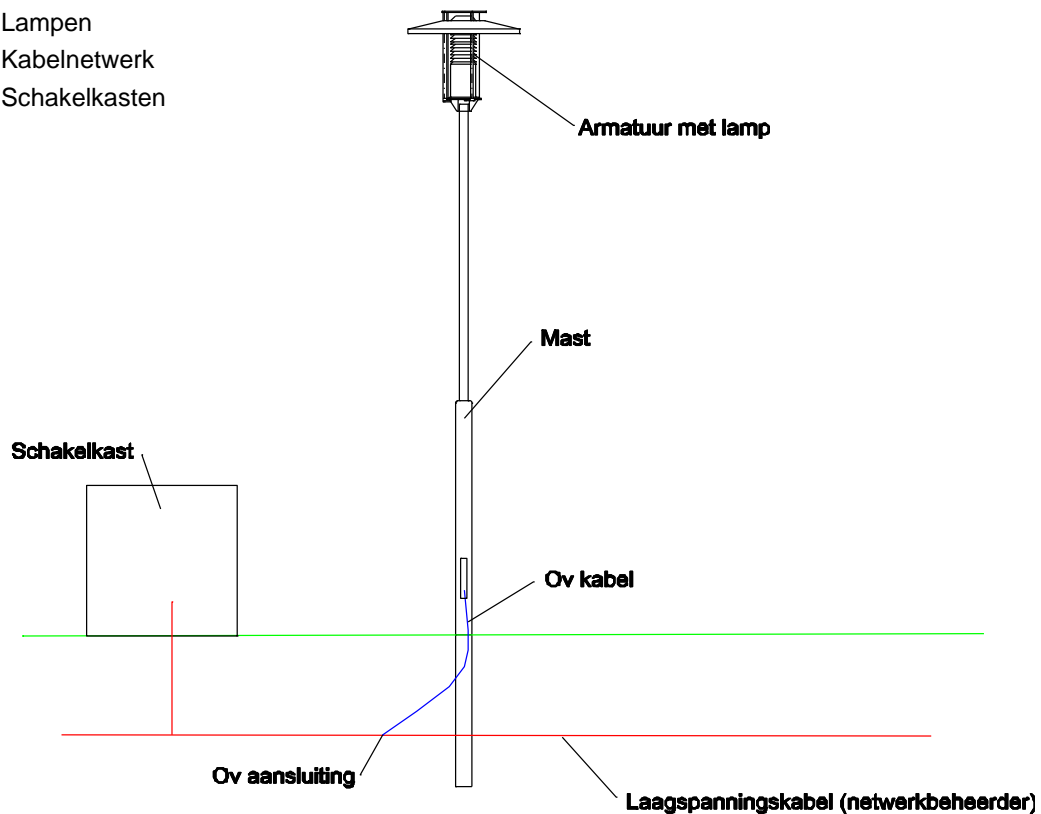 Lampen
Kabelnetwerk
Schakelkasten
Armatuur met lamp
Mast
Schakelkast
Ov kabel
Ov aansluiting
Laagspanningskabel (netwerkbeheerder)